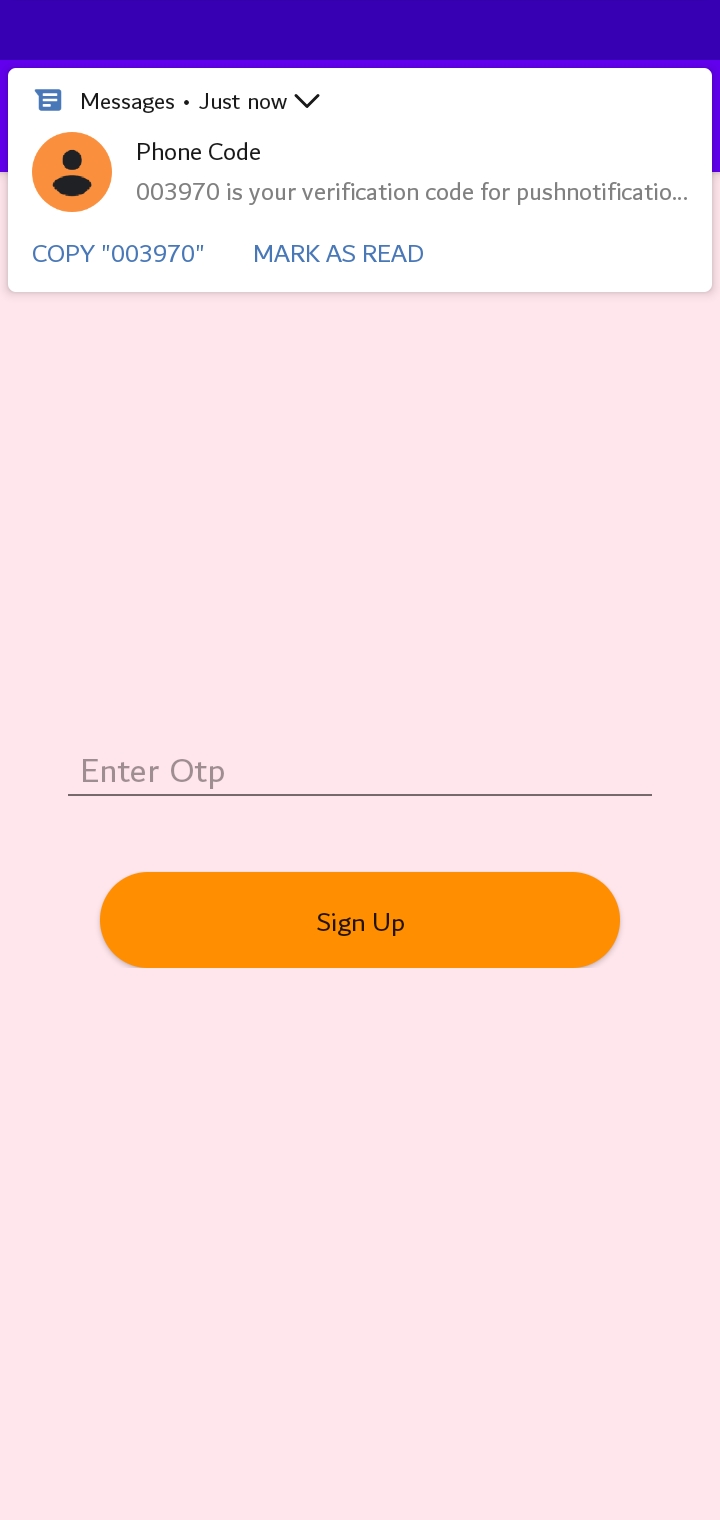 Messages • Just now
Phone Code
003970 is your verification code for pushnotificatio...
COPY "003970" MARK AS READ
Enter Otp
Sign Up